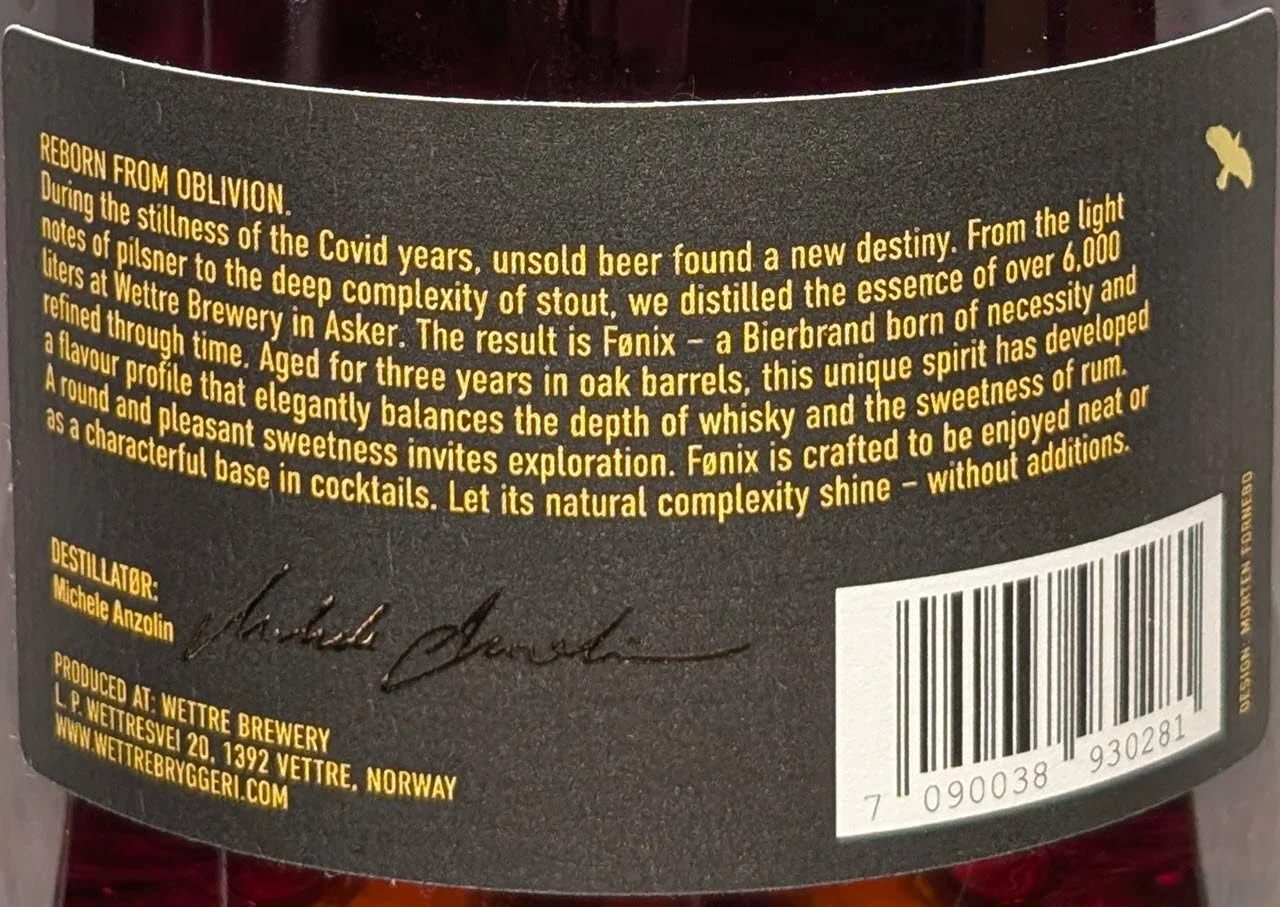 REBORN FROM OBLIVION.
During the stillness of the Covid years, unsold beer found a new destiny. From the light
notes of pilsner to the deep complexity of stout, we distilled the essence of over 6,000
liters at Wettre Brewery in Asker. The result is Fønix – a Bierbrand born of necessity and
refined through time. Aged for three years in oak barrels, this unique spirit has developed
a flavour profile that elegantly balances the depth of whisky and the sweetness of rum.
A round and pleasant sweetness invites exploration. Fønix is crafted to be enjoyed neat or
as a characterful base in cocktails. Let its natural complexity shine – without additions.
DESTILLATØR:
Michele Anzolin
Michele Anzolin
PRODUCED AT: WETTRE BREWERY
L. P. WETTRESVEI 20, 1392 VETTRE, NORWAY
WWW.WETTREBRYGGERI.COM
7 090038 930281
DESIGN - MORTEN FORNEBO